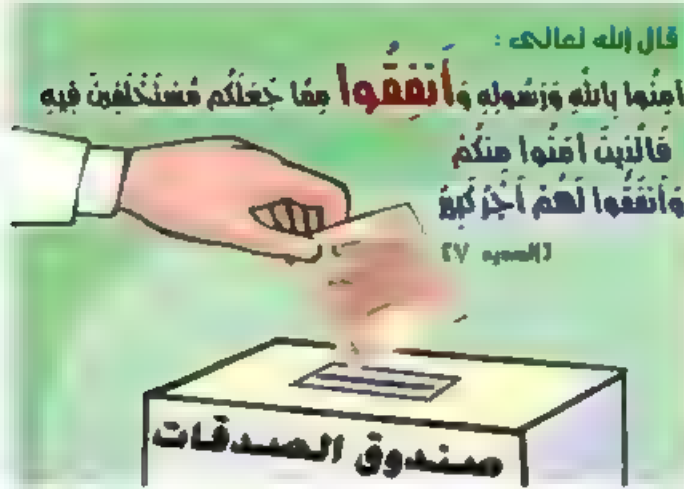 قال الله تعالى :
آمِنُوا بِاللَّهِ وَرَسُولِهِ وَأَنْفِقُوا مِمَّا جَعَلَكُم مُّسْتَخْلَفِينَ فِيهِ
فَالَّذِينَ آمَنُوا مِنكُمْ
وَأَنفَقُوا لَهُمْ أَجْرٌ كَبِيرٌ
صندوق الصدقات